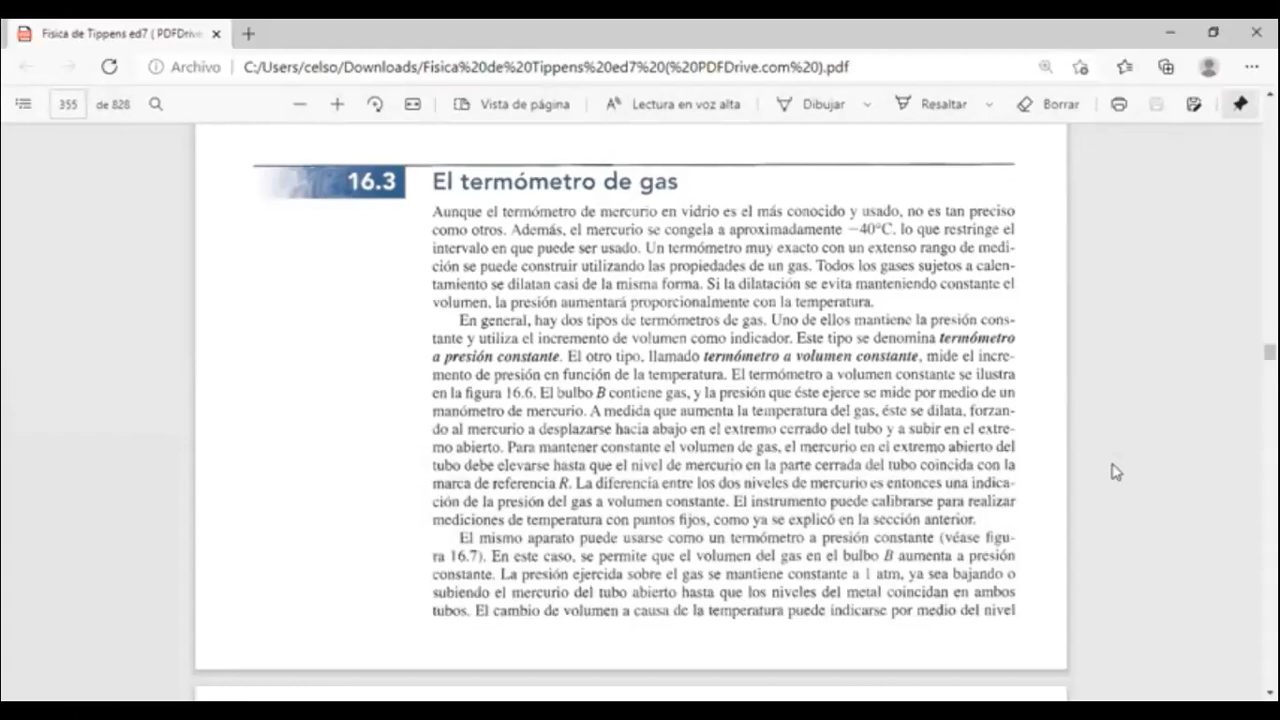 Fisica de Tippens ed7 ( PDFDrive
Archivo C:/Users/celso/Downloads/Fisica%20de%20Tippens%20ed7%20(%20PDFDrive.com%20).pdf
355 de 828 Vista de página Lectura en voz alta Dibujar Resaltar Borrar
16.3 El termómetro de gas
Aunque el termómetro de mercurio en vidrio es el más conocido y usado, no es tan preciso
como otros. Además, el mercurio se congela a aproximadamente −40°C, lo que restringe el
intervalo en que puede ser usado. Un termómetro muy exacto con un extenso rango de medi-
ción se puede construir utilizando las propiedades de un gas. Todos los gases sujetos a calen-
tamiento se dilatan casi de la misma forma. Si la dilatación se evita manteniendo constante el
volumen, la presión aumentará proporcionalmente con la temperatura.
En general, hay dos tipos de termómetros de gas. Uno de ellos mantiene la presión cons-
tante y utiliza el incremento de volumen como indicador. Este tipo se denomina termómetro
a presión constante. El otro tipo, llamado termómetro a volumen constante, mide el incre-
mento de presión en función de la temperatura. El termómetro a volumen constante se ilustra
en la figura 16.6. El bulbo B contiene gas, y la presión que éste ejerce se mide por medio de un
manómetro de mercurio. A medida que aumenta la temperatura del gas, éste se dilata, forzan-
do al mercurio a desplazarse hacia abajo en el extremo cerrado del tubo y a subir en el extre-
mo abierto. Para mantener constante el volumen de gas, el mercurio en el extremo abierto del
tubo debe elevarse hasta que el nivel de mercurio en la parte cerrada del tubo coincida con la
marca de referencia R. La diferencia entre los dos niveles de mercurio es entonces una indica-
ción de la presión del gas a volumen constante. El instrumento puede calibrarse para realizar
mediciones de temperatura con puntos fijos, como ya se explicó en la sección anterior.
El mismo aparato puede usarse como un termómetro a presión constante (véase figu-
ra 16.7). En este caso, se permite que el volumen del gas en el bulbo B aumenta a presión
constante. La presión ejercida sobre el gas se mantiene constante a 1 atm, ya sea bajando o
subiendo el mercurio del tubo abierto hasta que los niveles del metal coincidan en ambos
tubos. El cambio de volumen a causa de la temperatura puede indicarse por medio del nivel